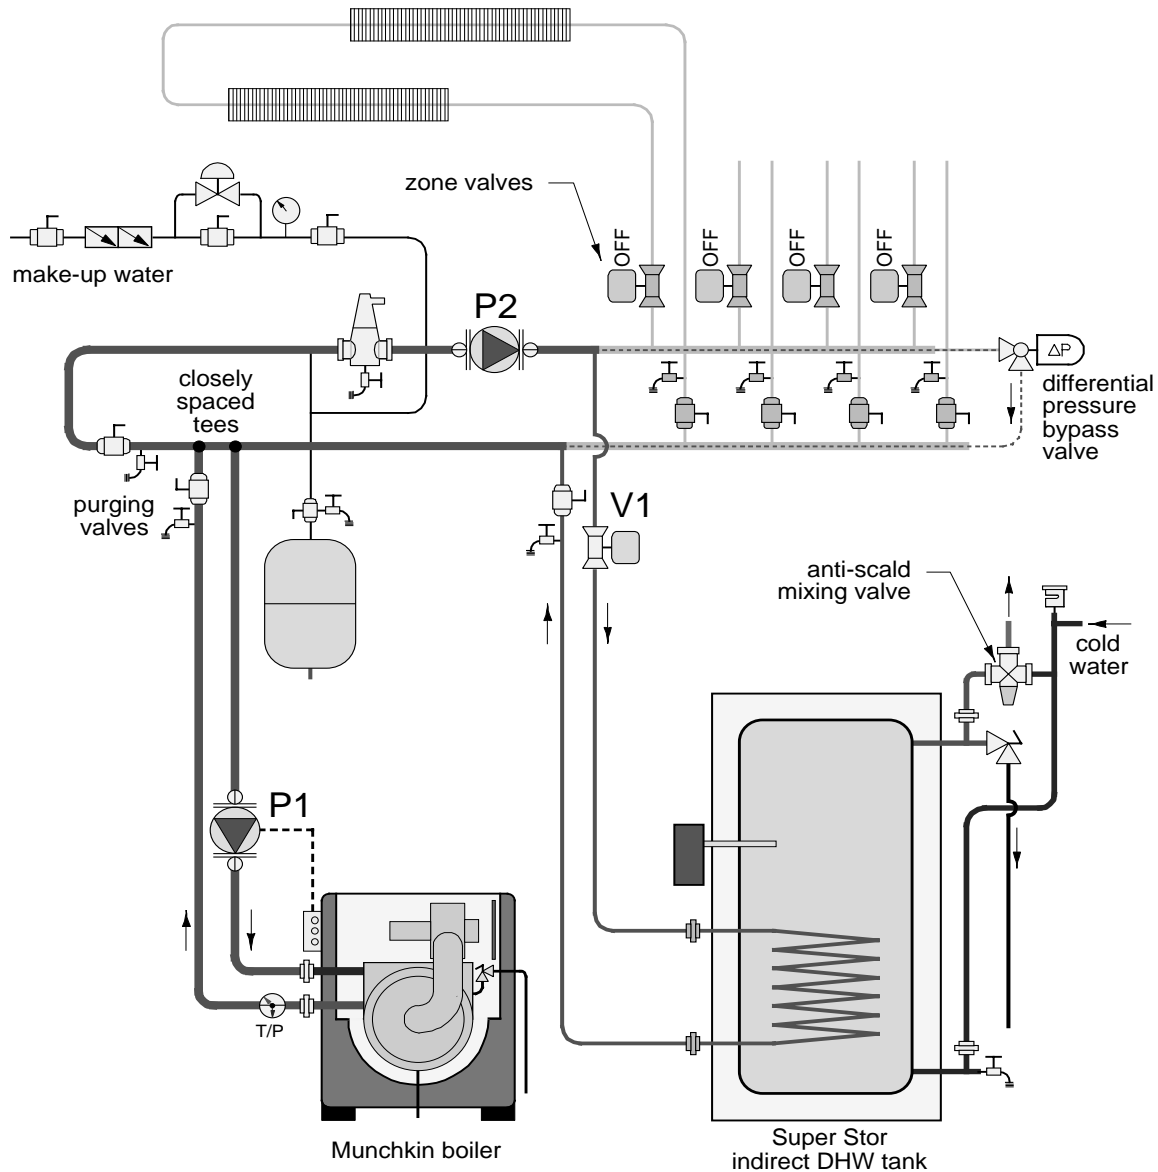 zone valves
OFF
OFF
OFF
OFF
make-up water
P2
ΔP
closely
spaced
tees
differential
pressure
bypass
valve
purging
valves
V1
anti-scald
mixing valve
cold
water
P1
T/P
Munchkin boiler
Super Stor
indirect DHW tank